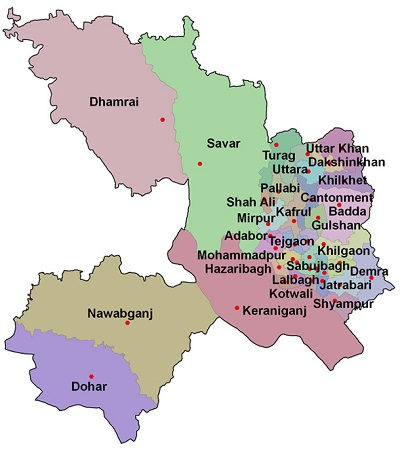 Dhamrai
Savar
Uttar Khan
Turag
Dakshinkhan
Uttara
Khilkhet
Pallabi
Shah Ali
Cantonment
Mirpur
Kafrul
Badda
Gulshan
Adabor
Tejgaon
Khilgaon
Mohammadpur
Sabujbagh
Hazaribagh
Demra
Lalbagh
Jatrabari
Kotwali
Shyampur
Keraniganj
Nawabganj
Dohar